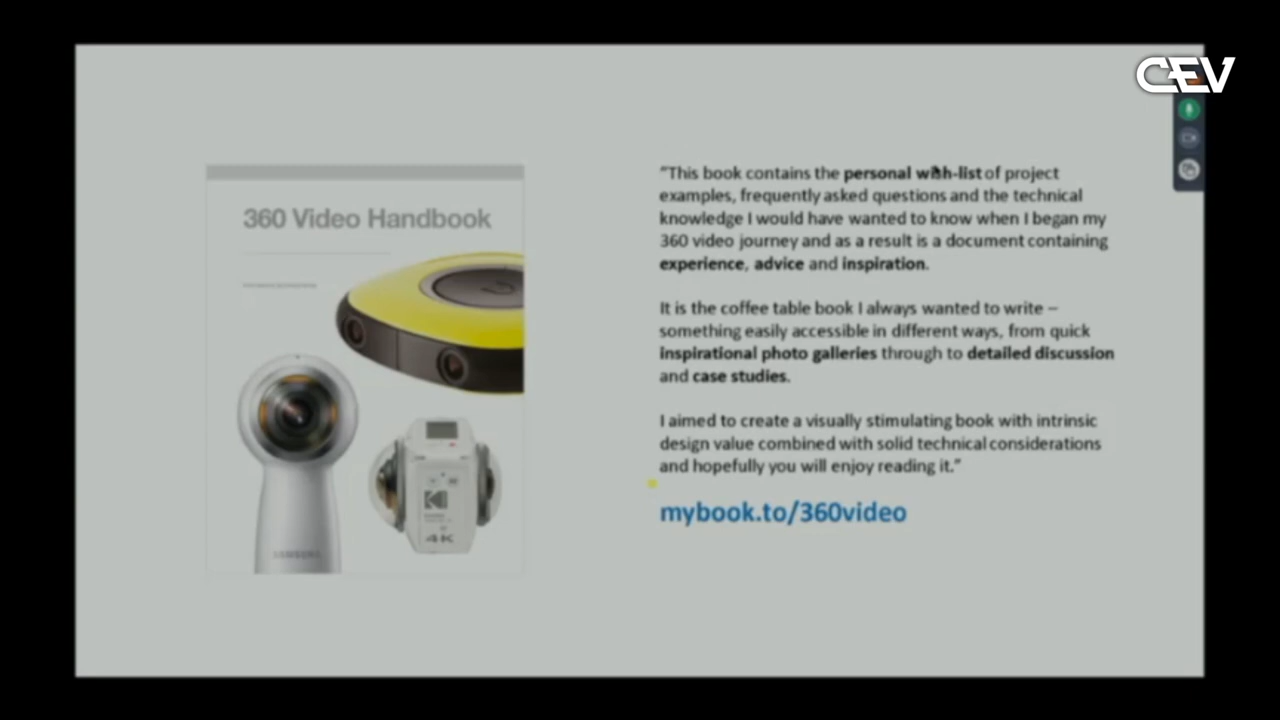 CEV
360 Video Handbook
SAMSUNG
Kodak
4K
"This book contains the personal wish-list of project
examples, frequently asked questions and the technical
knowledge I would have wanted to know when I began my
360 video journey and as a result is a document containing
experience, advice and inspiration.
It is the coffee table book I always wanted to write –
something easily accessible in different ways, from quick
inspirational photo galleries through to detailed discussion
and case studies.
I aimed to create a visually stimulating book with intrinsic
design value combined with solid technical considerations
and hopefully you will enjoy reading it."
mybook.to/360video